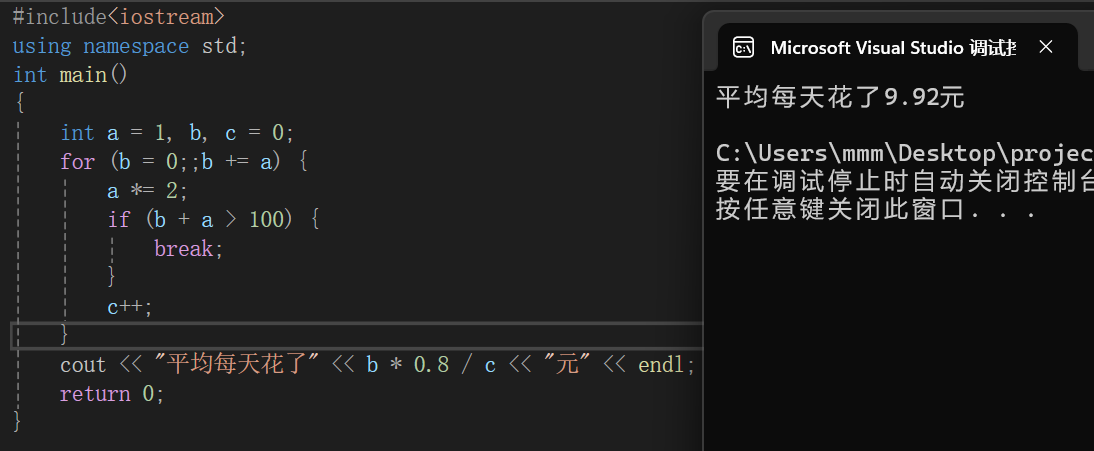 #include<iostream>
using namespace std;
int main()
{
    int a = 1, b, c = 0;
    for (b = 0;;b += a) {
        a *= 2;
        if (b + a > 100) {
            break;
        }
        c++;
    }
    cout << "平均每天花了" << b * 0.8 / c << "元" << endl;
    return 0;
}
Microsoft Visual Studio 调试
平均每天花了9.92元
C:\Users\mmm\Desktop\projec
要在调试停止时自动关闭控制台
按任意键关闭此窗口. . .